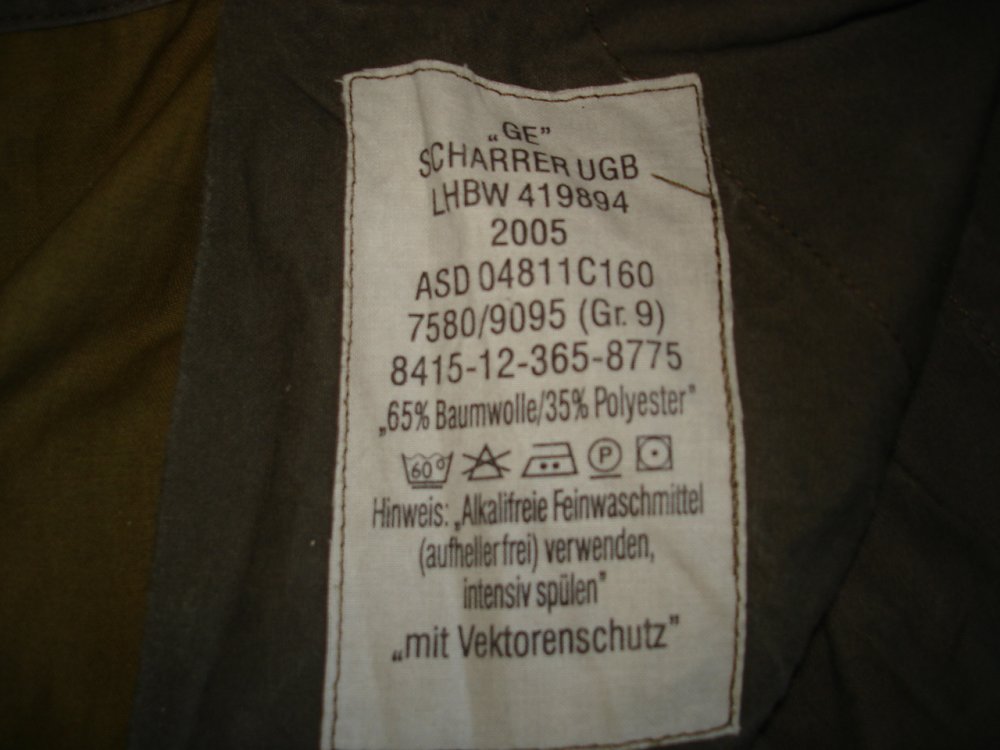 „GE”
SCHARRER UGB
LHBW 419894
2005
ASD 04811C160
7580/9095 (Gr. 9)
8415-12-365-8775
„65% Baumwolle/35% Polyester”
60° P
Hinweis: „Alkalifreie Feinwaschmittel
(aufhellerfrei) verwenden,
intensiv spülen”
„mit Vektorenschutz”